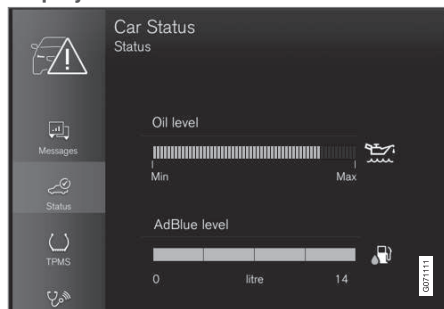 Car Status
Status
Messages
Status
TPMS
Oil level
Min Max
AdBlue level
0 litre 14
G071111